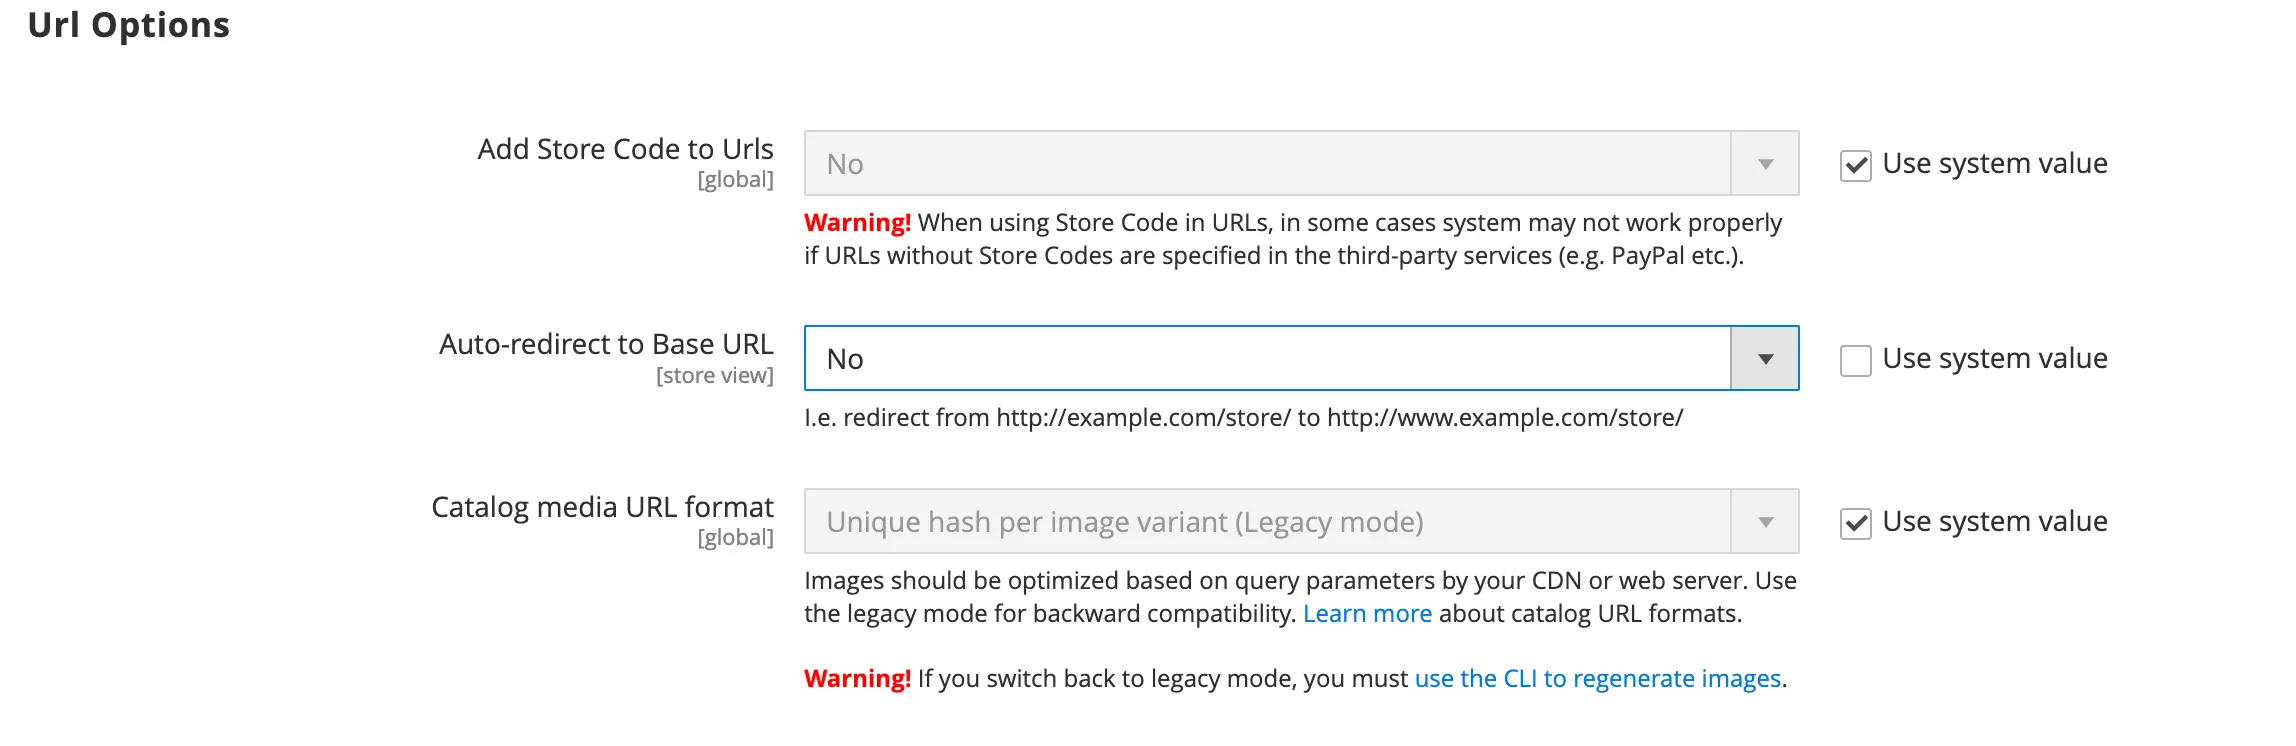 Url Options
Add Store Code to Urls
[global]
No
Use system value
Warning! When using Store Code in URLs, in some cases system may not work properly
if URLs without Store Codes are specified in the third-party services (e.g. PayPal etc.).
Auto-redirect to Base URL
[store view]
No
Use system value
I.e. redirect from http://example.com/store/ to http://www.example.com/store/
Catalog media URL format
[global]
Unique hash per image variant (Legacy mode)
Use system value
Images should be optimized based on query parameters by your CDN or web server. Use
the legacy mode for backward compatibility. Learn more about catalog URL formats.
Warning! If you switch back to legacy mode, you must use the CLI to regenerate images.